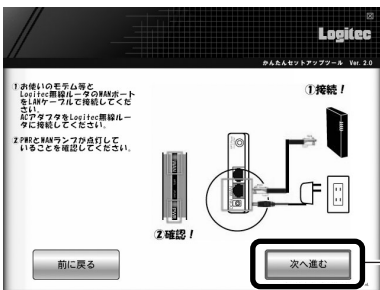 Logitec
かんたんセットアップツール Ver. 2.0
1 お使いのモデム等と
Logitec無線ルータのWANポート
をLANケーブルで接続してくだ
さい。
ACアダプタをLogitec無線ルー
タに接続してください。
2 PWRとWANランプが点灯して
いることを確認してください。
①接続！
②確認！
前に戻る
次へ進む